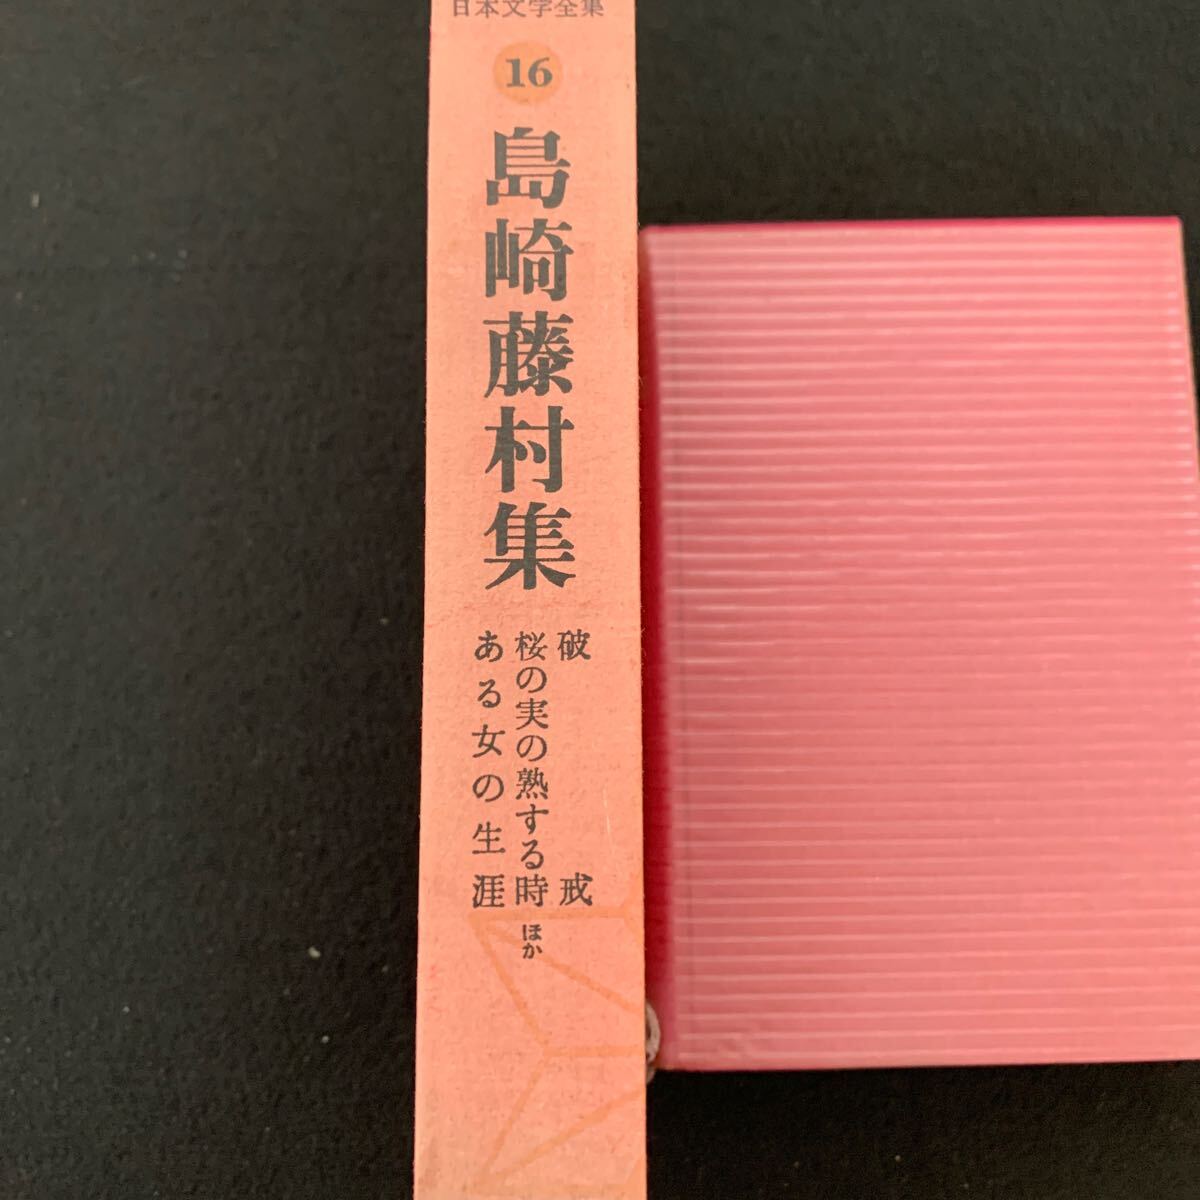 日本文学全集
16
島崎藤村集
破戒
桜の実の熟する時 ほか
ある女の生涯